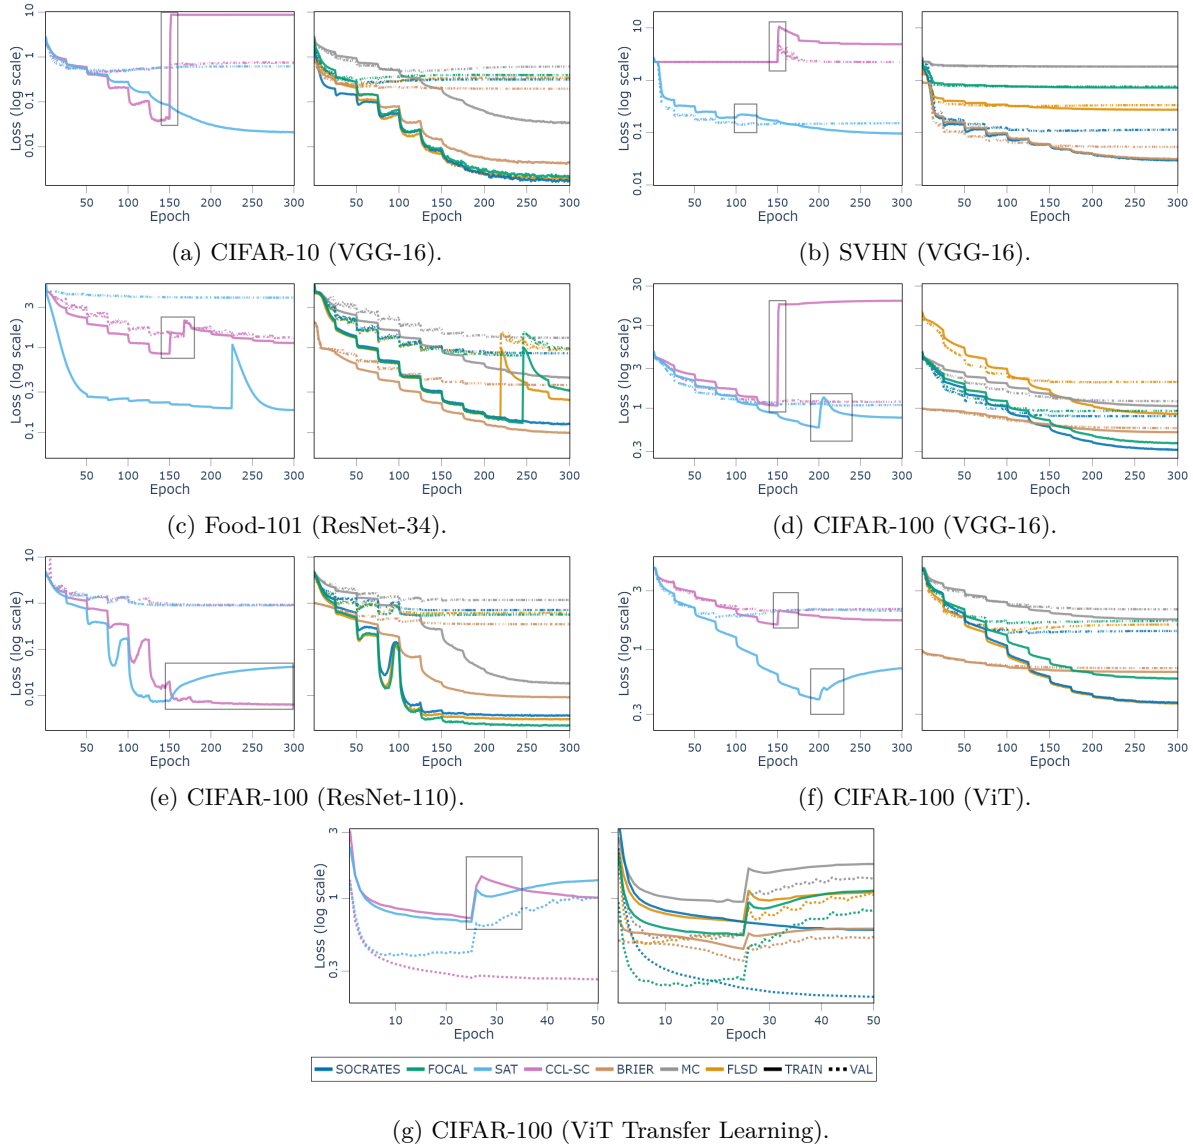 Loss (log scale)
10
1
0.1
0.01
50 100 150 200 250 300
Epoch
50 100 150 200 250 300
Epoch
(a) CIFAR-10 (VGG-16).
Loss (log scale)
10
1
0.1
0.01
50 100 150 200 250 300
Epoch
50 100 150 200 250 300
Epoch
(b) SVHN (VGG-16).
Loss (log scale)
3
1
0.3
0.1
50 100 150 200 250 300
Epoch
50 100 150 200 250 300
Epoch
(c) Food-101 (ResNet-34).
Loss (log scale)
30
10
3
1
0.3
50 100 150 200 250 300
Epoch
50 100 150 200 250 300
Epoch
(d) CIFAR-100 (VGG-16).
Loss (log scale)
10
1
0.1
0.01
50 100 150 200 250 300
Epoch
50 100 150 200 250 300
Epoch
(e) CIFAR-100 (ResNet-110).
Loss (log scale)
3
1
0.3
50 100 150 200 250 300
Epoch
50 100 150 200 250 300
Epoch
(f) CIFAR-100 (ViT).
Loss (log scale)
3
1
0.3
10 20 30 40 50
Epoch
10 20 30 40 50
Epoch
SOCRATES FOCAL SAT CCL-SC BRIER MC FLSD TRAIN VAL
(g) CIFAR-100 (ViT Transfer Learning).